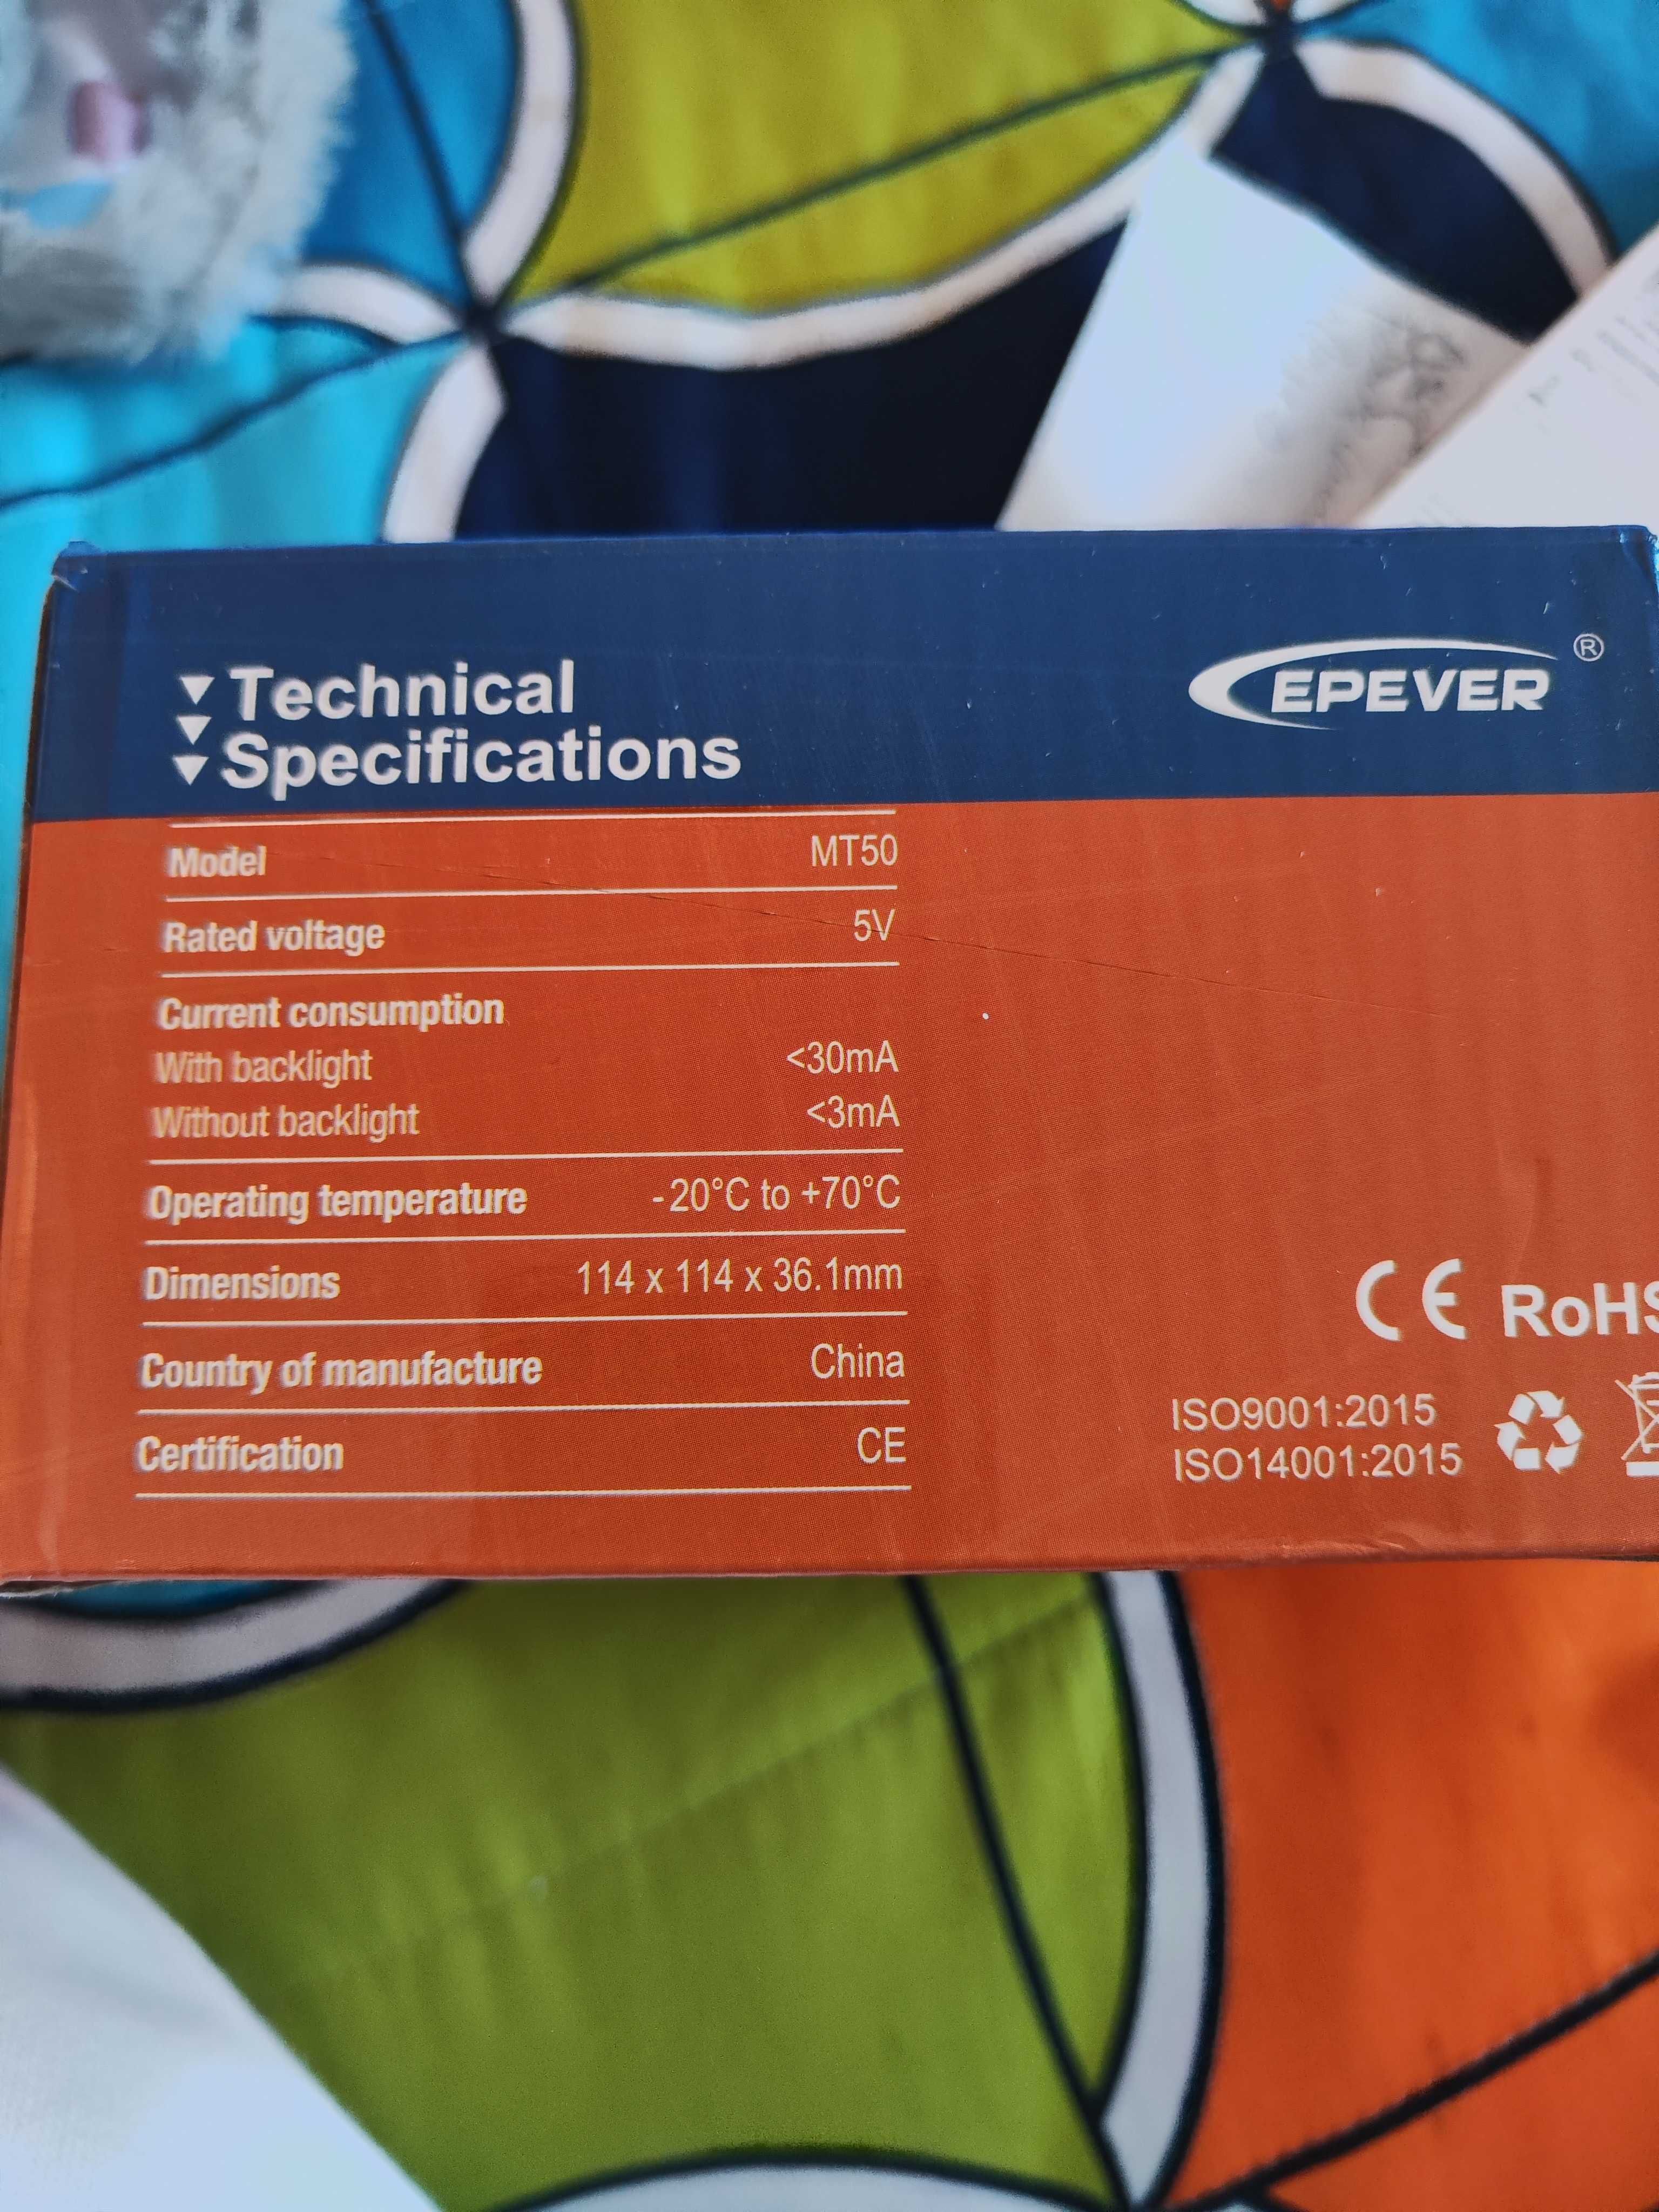 Technical
Specifications
EPEVER®
Model MT50
Rated voltage 5V
Current consumption
With backlight <30mA
Without backlight <3mA
Operating temperature -20°C to +70°C
Dimensions 114 x 114 x 36.1mm
Country of manufacture China
Certification CE
CE RoHS
ISO9001:2015
ISO14001:2015